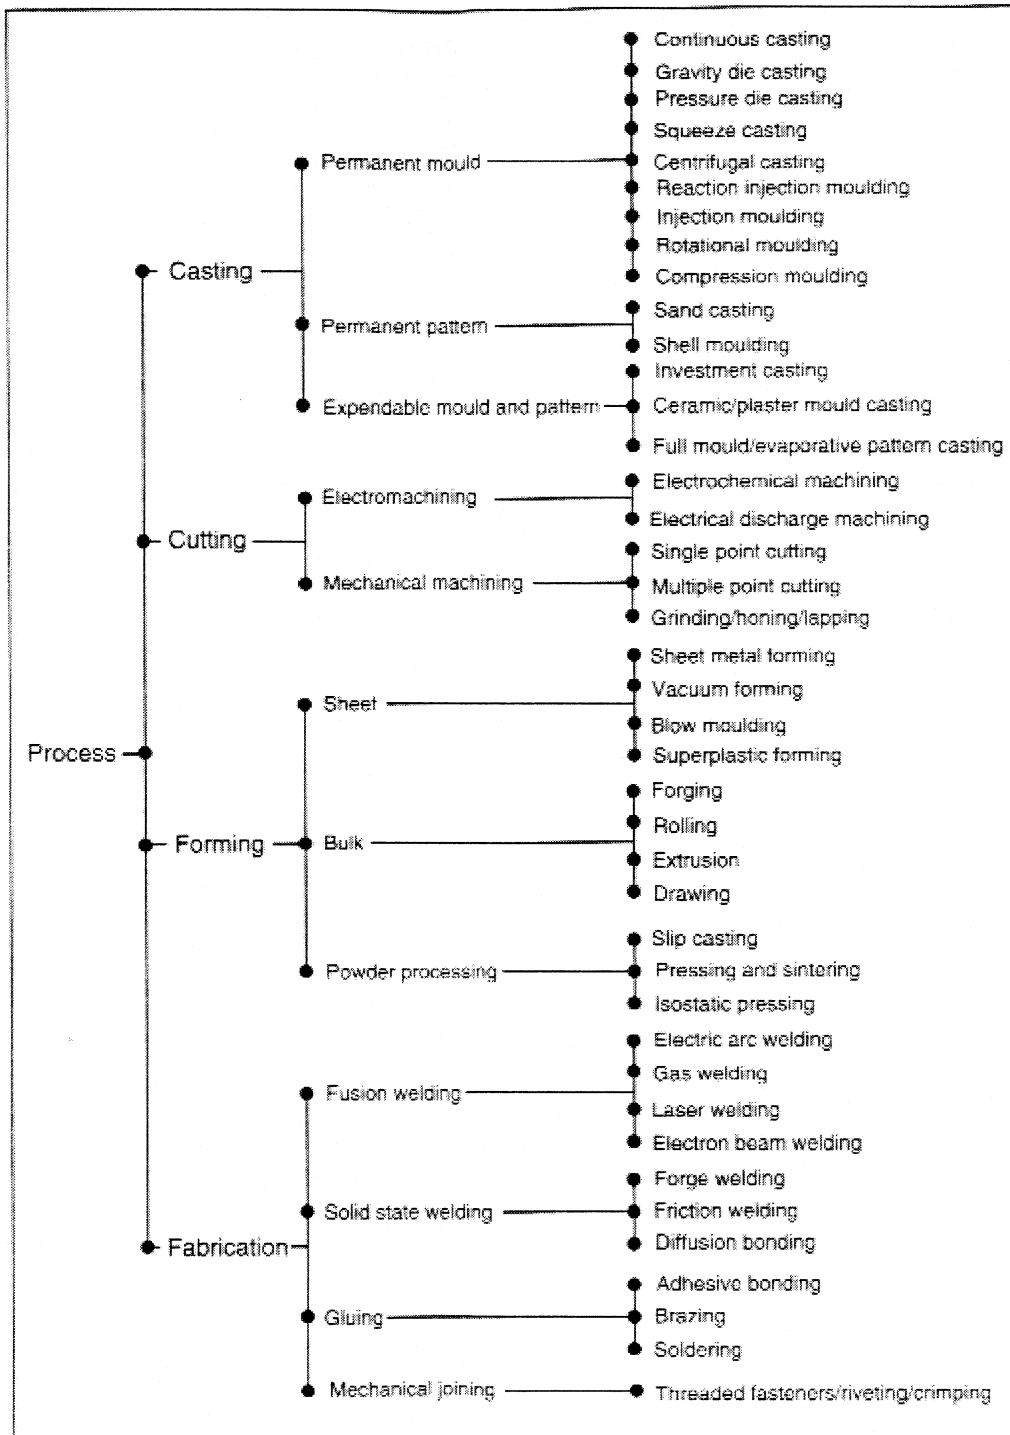 Continuous casting
Gravity die casting
Pressure die casting
Squeeze casting
Permanent mould
Centrifugal casting
Reaction injection moulding
Injection moulding
Rotational moulding
Casting
Compression moulding
Sand casting
Permanent pattern
Shell moulding
Investment casting
Expendable mould and pattern
Ceramic/plaster mould casting
Full mould/evaporative pattern casting
Electrochemical machining
Electromachining
Electrical discharge machining
Cutting
Single point cutting
Mechanical machining
Multiple point cutting
Grinding/honing/lapping
Sheet metal forming
Sheet
Vacuum forming
Blow moulding
Process
Superplastic forming
Forging
Rolling
Forming
Bulk
Extrusion
Drawing
Slip casting
Powder processing
Pressing and sintering
Isostatic pressing
Electric arc welding
Gas welding
Fusion welding
Laser welding
Electron beam welding
Forge welding
Solid state welding
Friction welding
Fabrication
Diffusion bonding
Adhesive bonding
Gluing
Brazing
Soldering
Mechanical joining
Threaded fasteners/riveting/crimping